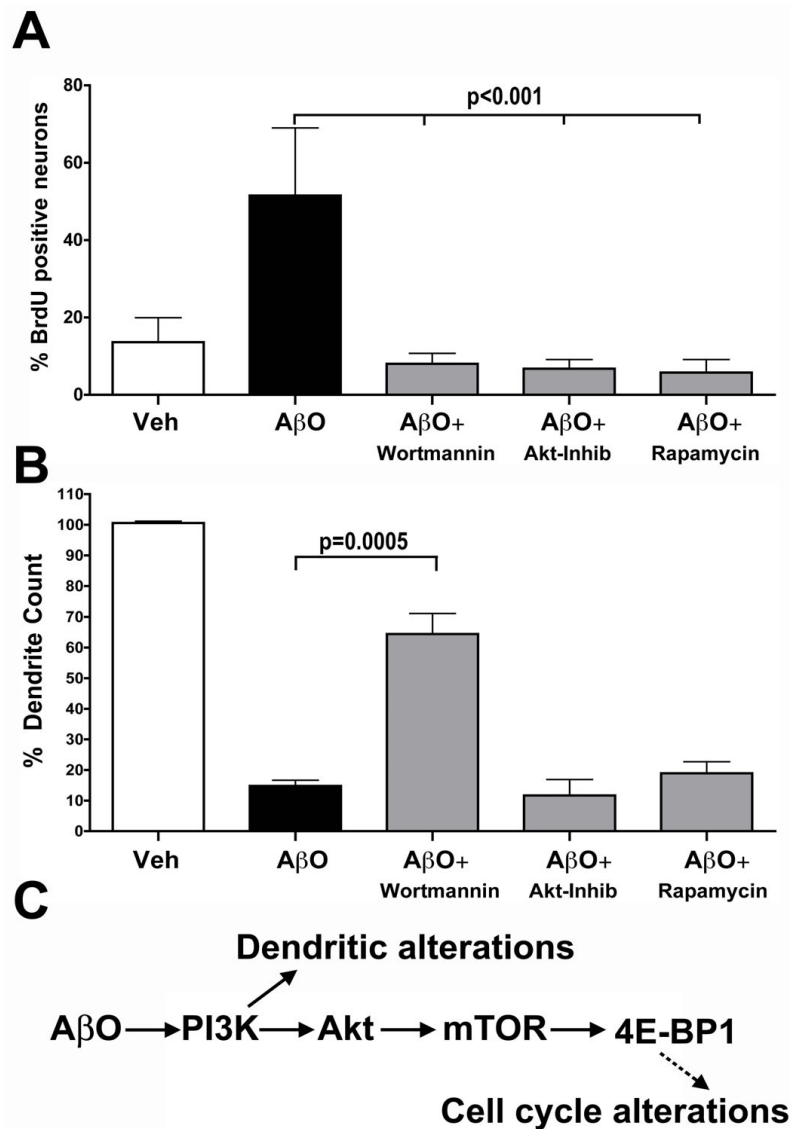 A
80
60
40
20
0
% BrdU positive neurons
p<0.001
Veh
AβO
AβO+
Wortmannin
AβO+
Akt-Inhib
AβO+
Rapamycin
B
110
100
90
80
70
60
50
40
30
20
10
0
% Dendrite Count
p=0.0005
Veh
AβO
AβO+
Wortmannin
AβO+
Akt-Inhib
AβO+
Rapamycin
C
Dendritic alterations
AβO PI3K Akt mTOR 4E-BP1
Cell cycle alterations